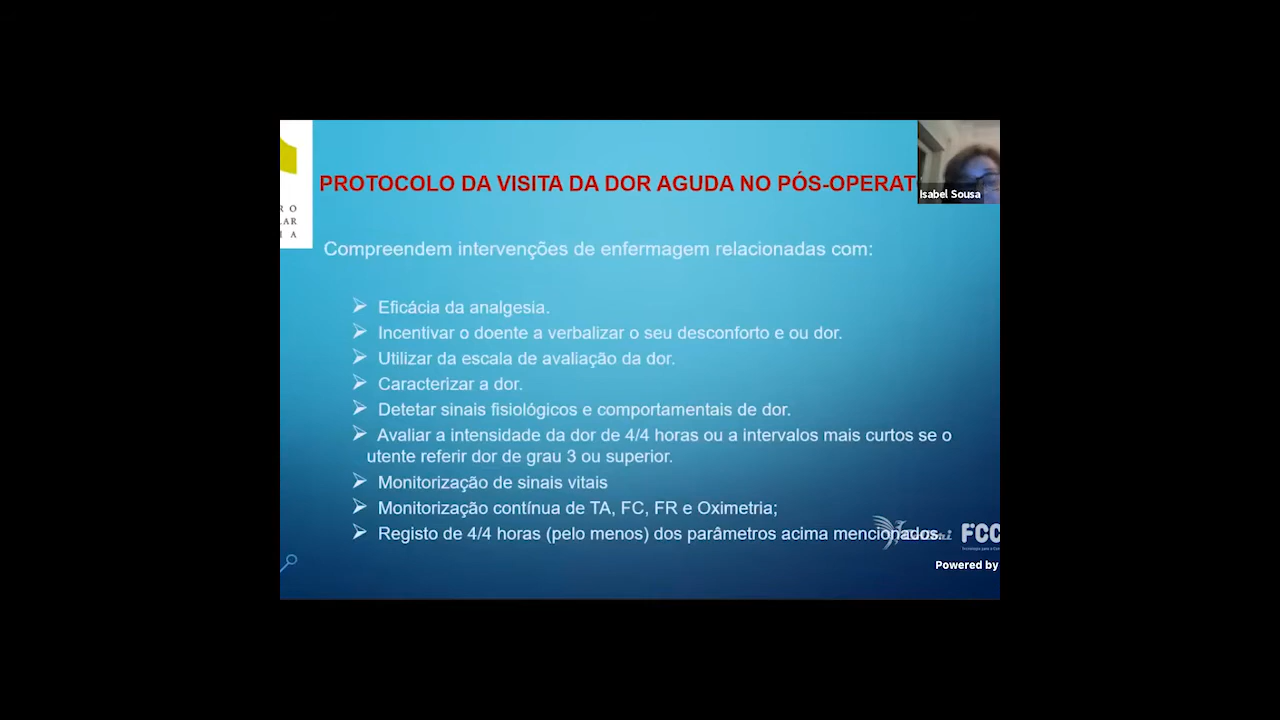 PROTOCOLO DA VISITA DA DOR AGUDA NO PÓS-OPERAT
Isabel Sousa
R O
LAR
I A
Compreendem intervenções de enfermagem relacionadas com:
➢ Eficácia da analgesia.
➢ Incentivar o doente a verbalizar o seu desconforto e ou dor.
➢ Utilizar da escala de avaliação da dor.
➢ Caracterizar a dor.
➢ Detetar sinais fisiológicos e comportamentais de dor.
➢ Avaliar a intensidade da dor de 4/4 horas ou a intervalos mais curtos se o
utente referir dor de grau 3 ou superior.
➢ Monitorização de sinais vitais
➢ Monitorização contínua de TA, FC, FR e Oximetria;
➢ Registo de 4/4 horas (pelo menos) dos parâmetros acima mencionados.
FCC
Powered by